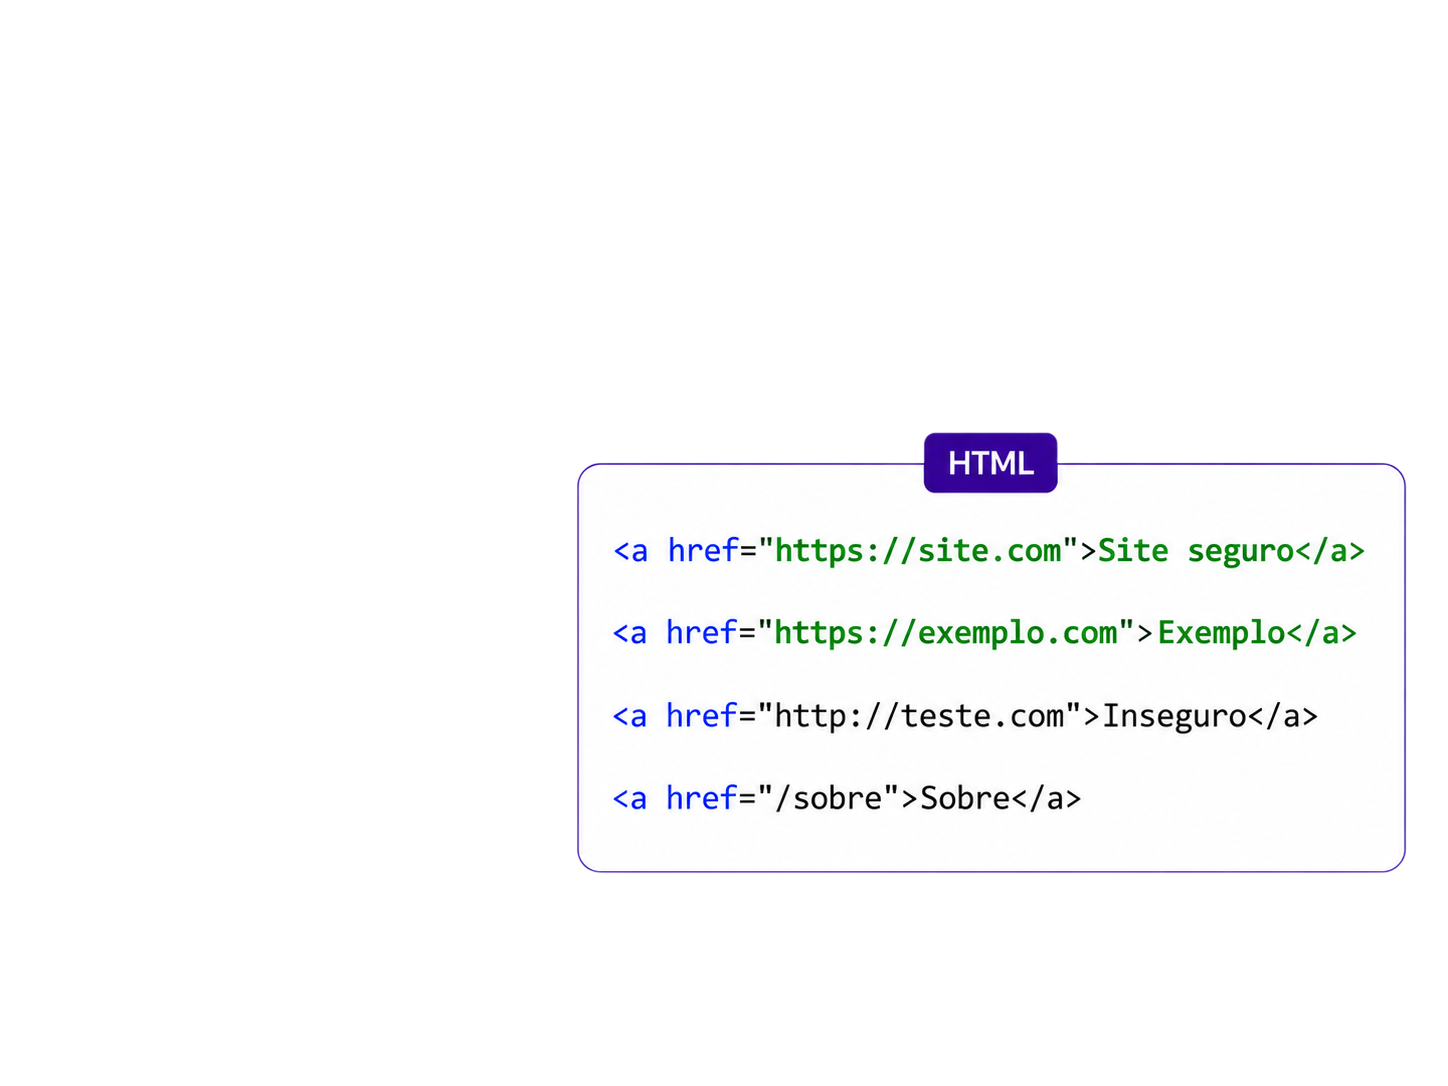 HTML
<a href="https://site.com">Site seguro</a>
<a href="https://exemplo.com">Exemplo</a>
<a href="http://teste.com">Inseguro</a>
<a href="/sobre">Sobre</a>